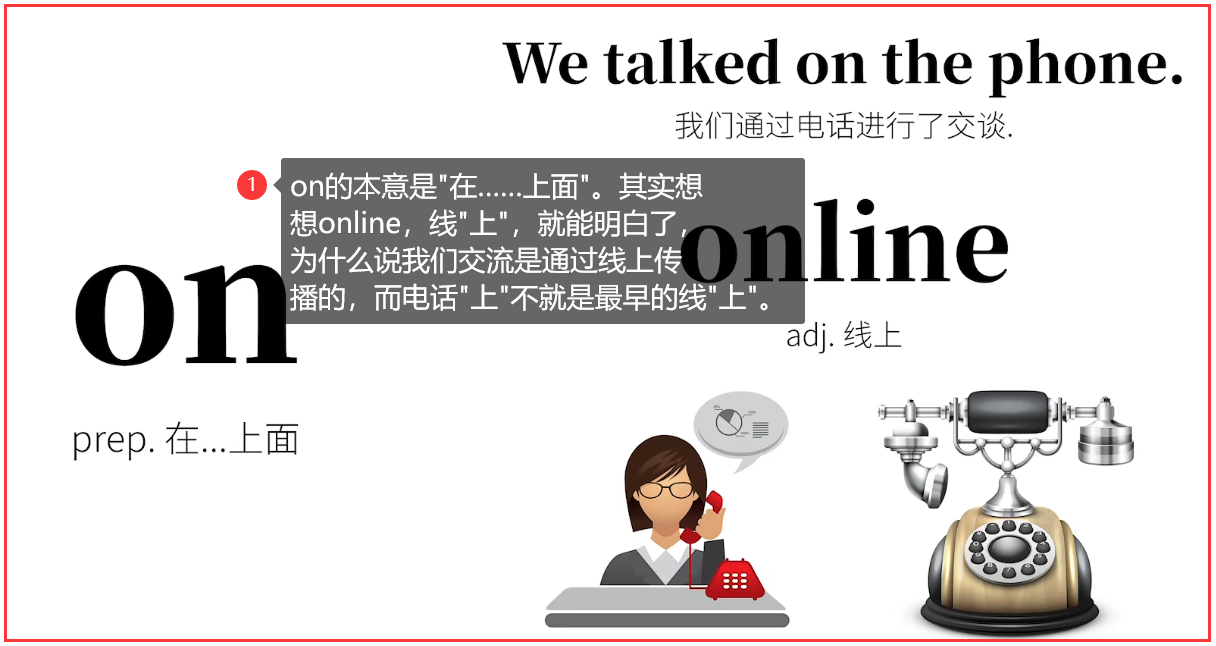 We talked on the phone.
我们通过电话进行了交谈.
1
on的本意是"在……上面"。其实想
想online，线"上"，就能明白了，
为什么说我们交流是通过线上传
播的，而电话"上"不就是最早的线"上"。
on
prep. 在...上面
online
adj. 线上